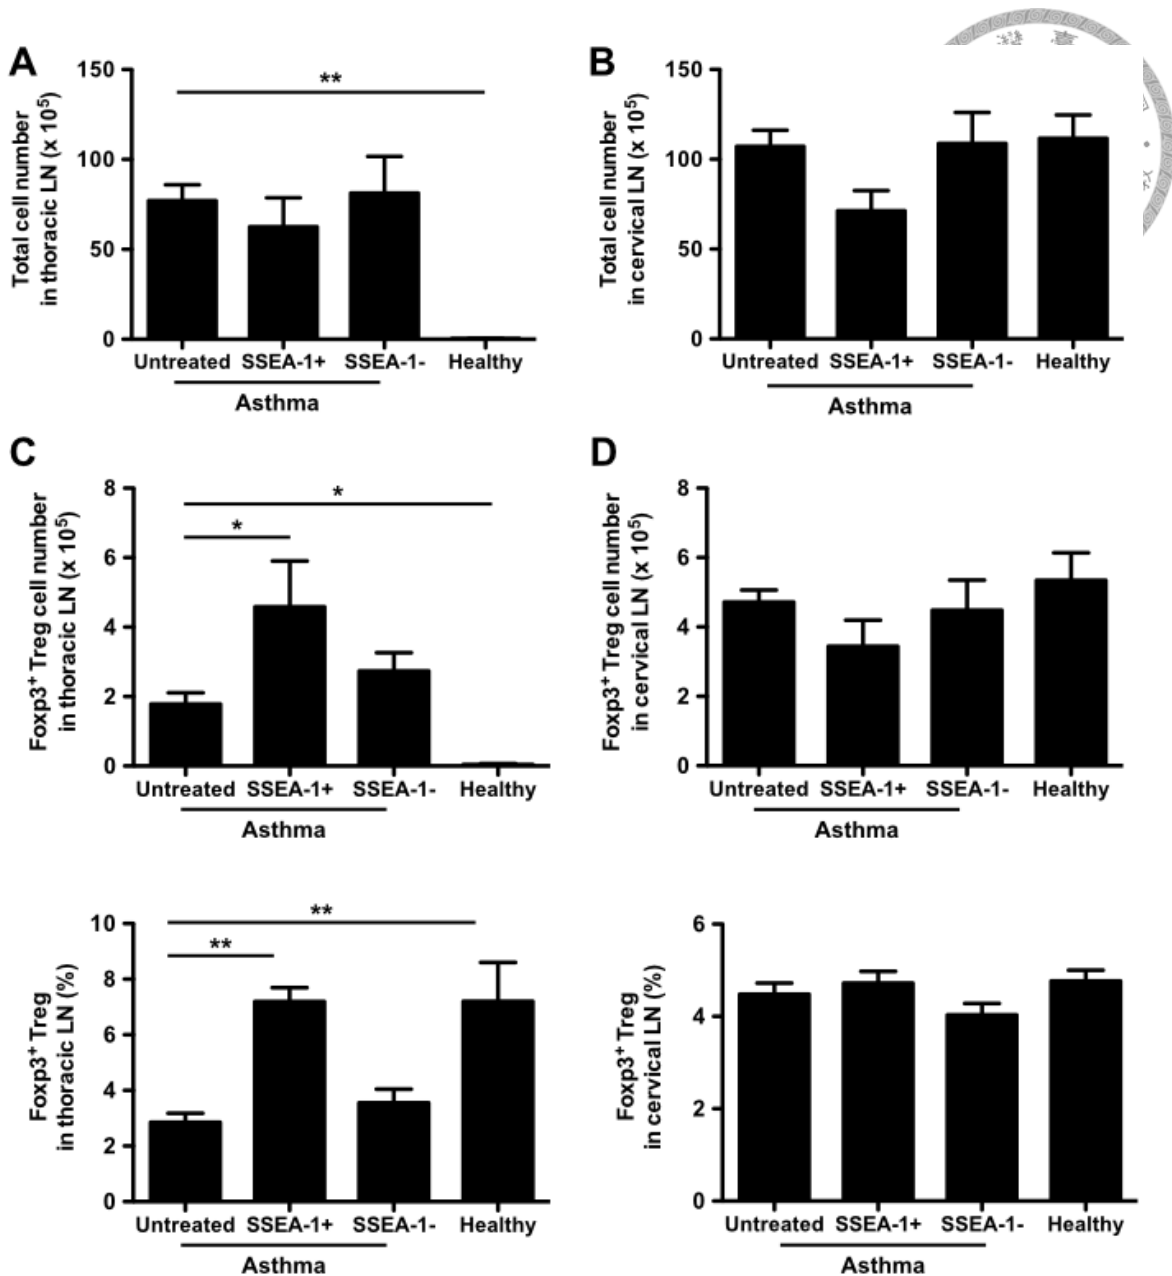 A
Total cell number
in thoracic LN (x 10⁵)
150
100
50
0
**
Untreated SSEA-1+ SSEA-1- Healthy
Asthma
B
Total cell number
in cervical LN (x 10⁵)
150
100
50
0
Untreated SSEA-1+ SSEA-1- Healthy
Asthma
C
Foxp3⁺ Treg cell number
in thoracic LN (x 10⁵)
8
6
4
2
0
*
*
Untreated SSEA-1+ SSEA-1- Healthy
Asthma
D
Foxp3⁺ Treg cell number
in cervical LN (x 10⁵)
8
6
4
2
0
Untreated SSEA-1+ SSEA-1- Healthy
Asthma
Foxp3⁺ Treg
in thoracic LN (%)
10
8
6
4
2
0
**
**
Untreated SSEA-1+ SSEA-1- Healthy
Asthma
Foxp3⁺ Treg
in cervical LN (%)
6
4
2
0
Untreated SSEA-1+ SSEA-1- Healthy
Asthma